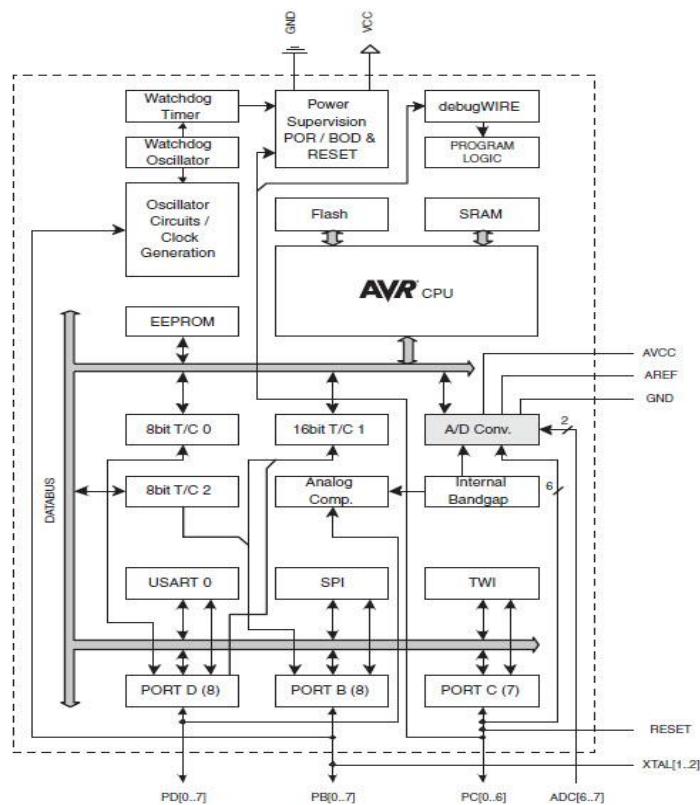 GND
VCC
Watchdog
Timer
Power
Supervision
POR / BOD &
RESET
debugWIRE
Watchdog
Oscillator
PROGRAM
LOGIC
Oscillator
Circuits /
Clock
Generation
Flash
SRAM
AVR CPU
EEPROM
AVCC
AREF
GND
8bit T/C 0
16bit T/C 1
A/D Conv.
2
DATABUS
8bit T/C 2
Analog
Comp.
Internal
Bandgap
6
USART 0
SPI
TWI
PORT D (8)
PORT B (8)
PORT C (7)
RESET
XTAL[1..2]
PD[0..7]
PB[0..7]
PC[0..6]
ADC[6..7]